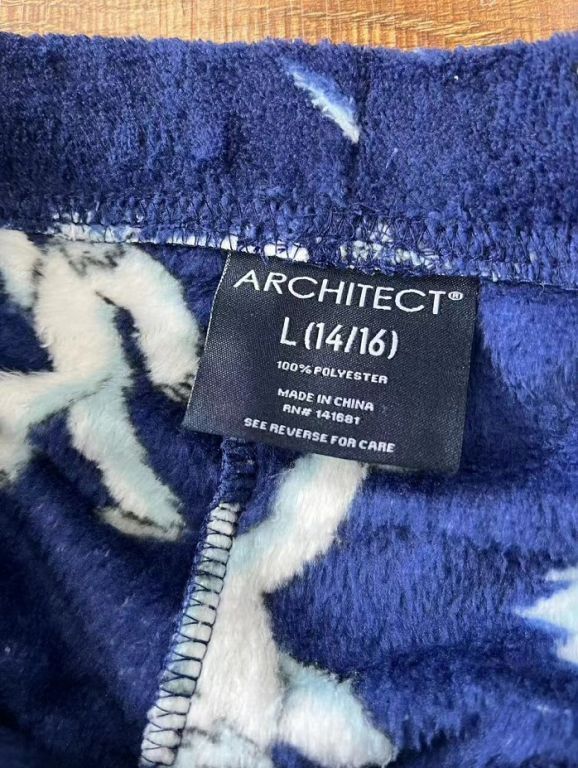 ARCHITECT®
L (14/16)
100% POLYESTER
MADE IN CHINA
RN# 141681
SEE REVERSE FOR CARE